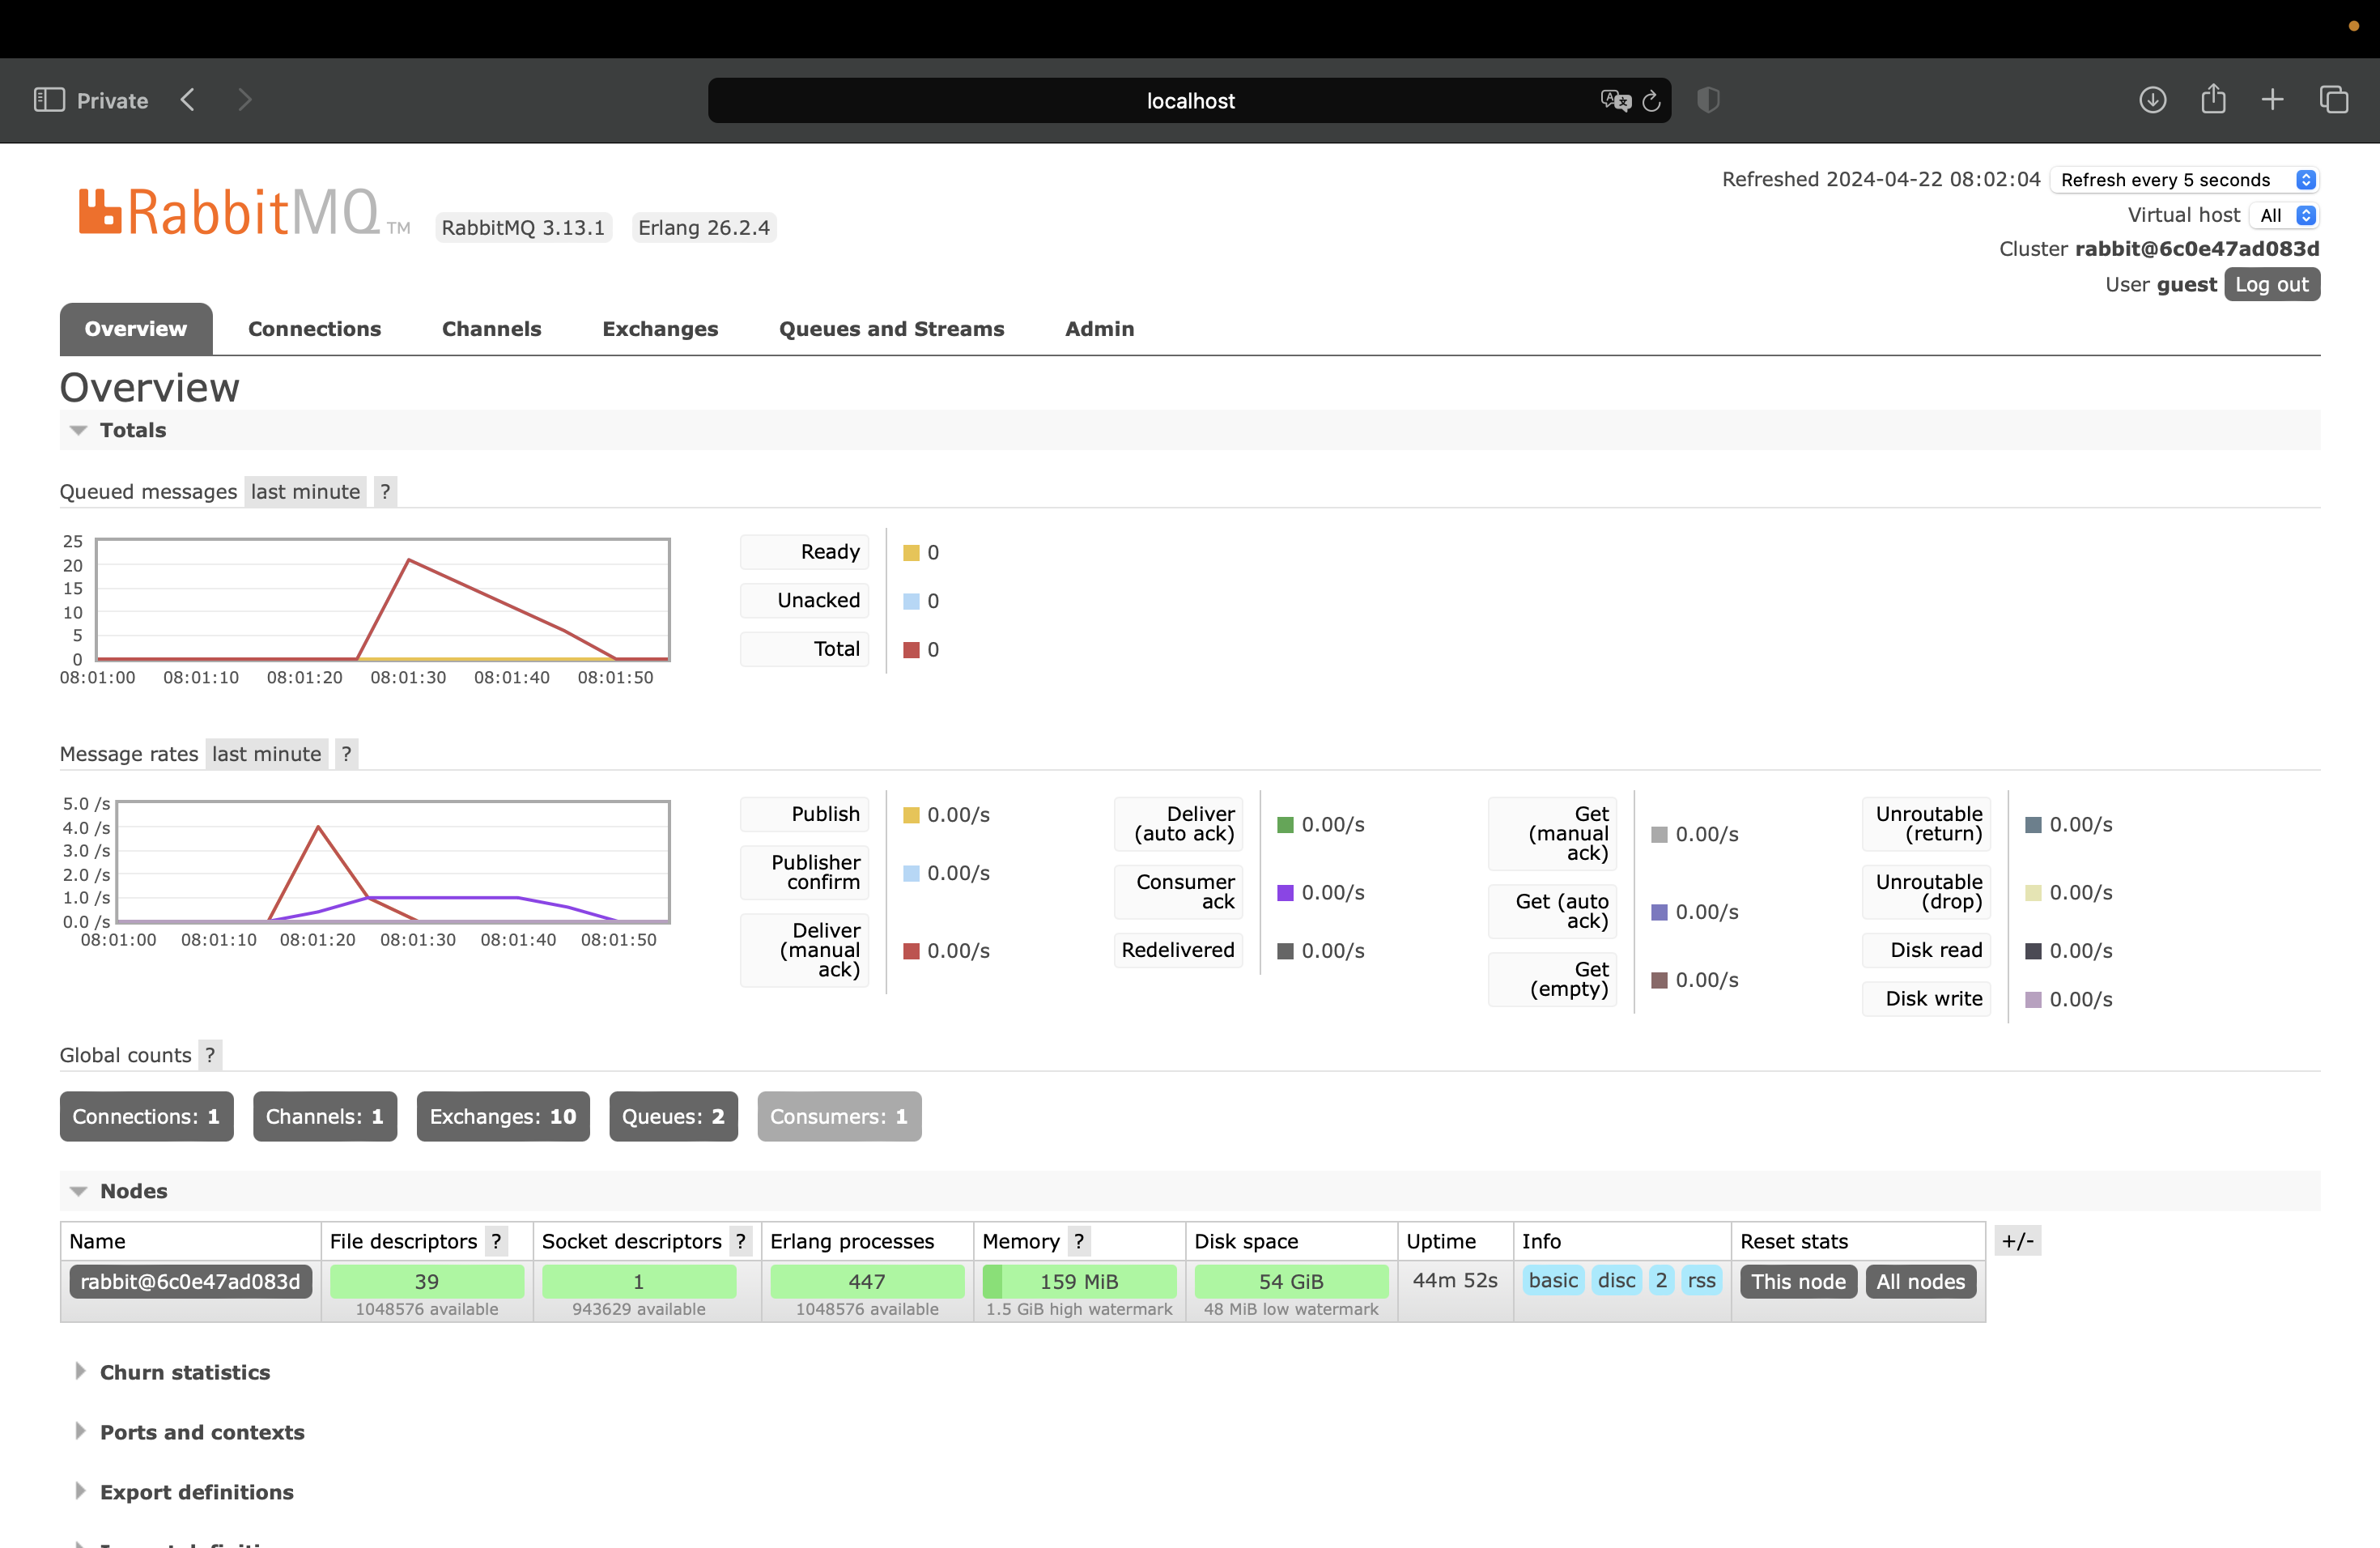 Private
localhost
Refreshed 2024-04-22 08:02:04 Refresh every 5 seconds
Virtual host All
RabbitMQ TM RabbitMQ 3.13.1 Erlang 26.2.4
Cluster rabbit@6c0e47ad083d
User guest Log out
Overview Connections Channels Exchanges Queues and Streams Admin
Overview
Totals
Queued messages last minute ?
25
20
15
10
5
0
08:01:00 08:01:10 08:01:20 08:01:30 08:01:40 08:01:50
Ready 0
Unacked 0
Total 0
Message rates last minute ?
5.0 /s
4.0 /s
3.0 /s
2.0 /s
1.0 /s
0.0 /s
08:01:00 08:01:10 08:01:20 08:01:30 08:01:40 08:01:50
Publish 0.00/s
Publisher
confirm 0.00/s
Deliver
(manual
ack) 0.00/s
Deliver
(auto ack) 0.00/s
Consumer
ack 0.00/s
Redelivered 0.00/s
Get
(manual
ack) 0.00/s
Get (auto
ack) 0.00/s
Get
(empty) 0.00/s
Unroutable
(return) 0.00/s
Unroutable
(drop) 0.00/s
Disk read 0.00/s
Disk write 0.00/s
Global counts ?
Connections: 1 Channels: 1 Exchanges: 10 Queues: 2 Consumers: 1
Nodes
Name File descriptors ? Socket descriptors ? Erlang processes Memory ? Disk space Uptime Info Reset stats +/-
rabbit@6c0e47ad083d 39 1 447 159 MiB 54 GiB 44m 52s basic disc 2 rss This node All nodes
1048576 available 943629 available 1048576 available 1.5 GiB high watermark 48 MiB low watermark
Churn statistics
Ports and contexts
Export definitions